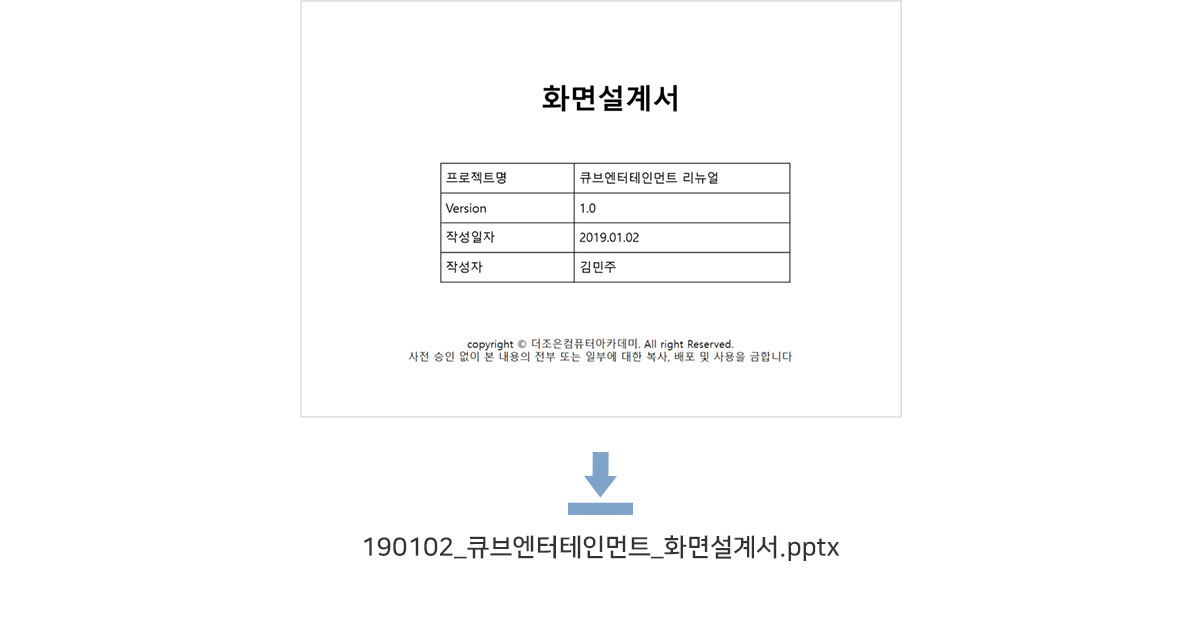 화면설계서
프로젝트명 큐브엔터테인먼트 리뉴얼
Version 1.0
작성일자 2019.01.02
작성자 김민주
copyright © 더조은컴퓨터아카데미. All right Reserved.
사전 승인 없이 본 내용의 전부 또는 일부에 대한 복사, 배포 및 사용을 금합니다
190102_큐브엔터테인먼트_화면설계서.pptx